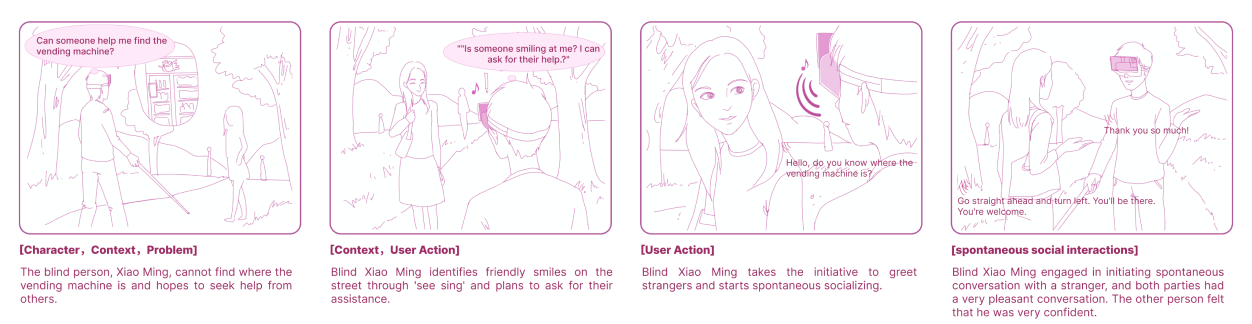 Can someone help me find the
vending machine?
[Character, Context, Problem]
The blind person, Xiao Ming, cannot find where the
vending machine is and hopes to seek help from
others.
""Is someone smiling at me? I can
ask for their help.?"
[Context, User Action]
Blind Xiao Ming identifies friendly smiles on the
street through 'see sing' and plans to ask for their
assistance.
Hello, do you know where the
vending machine is?
[User Action]
Blind Xiao Ming takes the initiative to greet
strangers and starts spontaneous socializing.
Thank you so much!
Go straight ahead and turn left. You'll be there.
You're welcome.
[spontaneous social interactions]
Blind Xiao Ming engaged in initiating spontaneous
conversation with a stranger, and both parties had
a very pleasant conversation. The other person felt
that he was very confident.